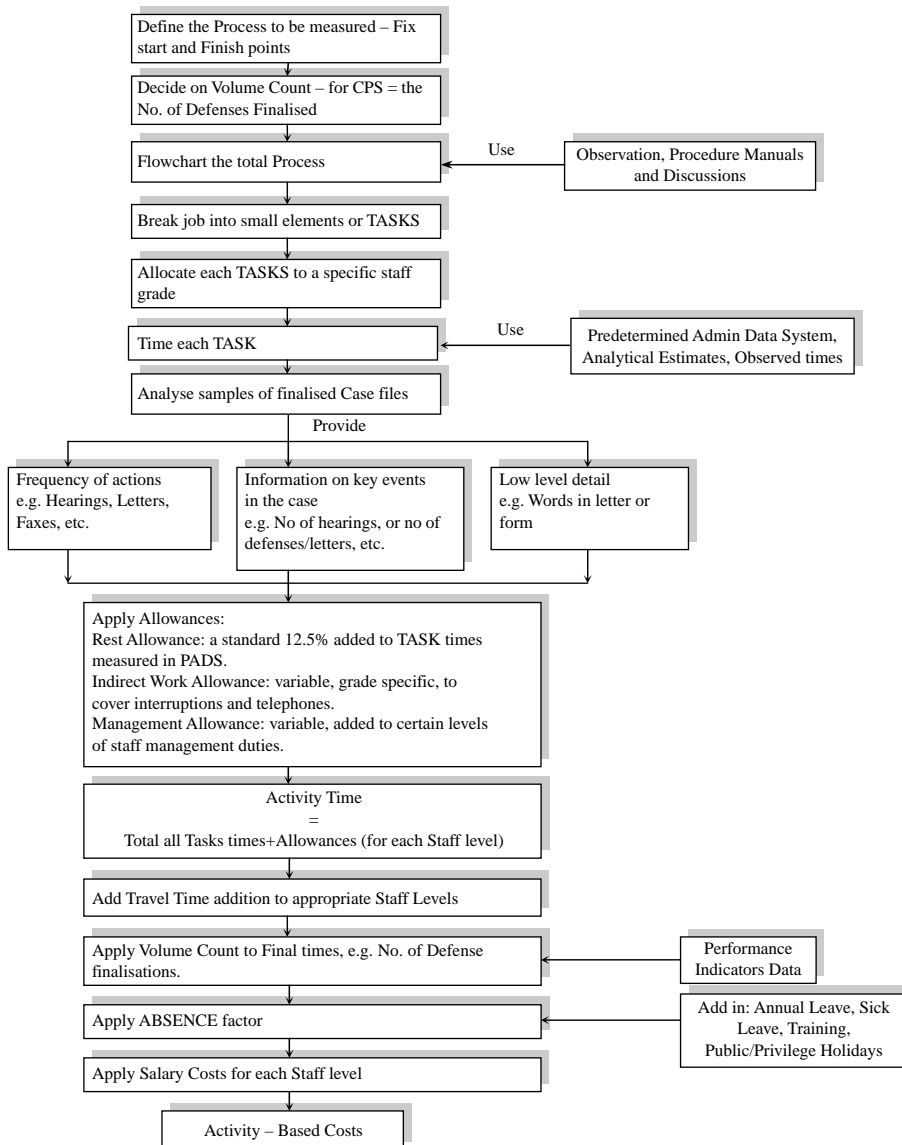 Define the Process to be measured – Fix
start and Finish points
Decide on Volume Count – for CPS = the
No. of Defenses Finalised
Flowchart the total Process
Use
Observation, Procedure Manuals
and Discussions
Break job into small elements or TASKS
Allocate each TASKS to a specific staff
grade
Time each TASK
Use
Predetermined Admin Data System,
Analytical Estimates, Observed times
Analyse samples of finalised Case files
Provide
Frequency of actions
e.g. Hearings, Letters,
Faxes, etc.
Information on key events
in the case
e.g. No of hearings, or no of
defenses/letters, etc.
Low level detail
e.g. Words in letter or
form
Apply Allowances:
Rest Allowance: a standard 12.5% added to TASK times
measured in PADS.
Indirect Work Allowance: variable, grade specific, to
cover interruptions and telephones.
Management Allowance: variable, added to certain levels
of staff management duties.
Activity Time
=
Total all Tasks times+Allowances (for each Staff level)
Add Travel Time addition to appropriate Staff Levels
Apply Volume Count to Final times, e.g. No. of Defense
finalisations.
Performance
Indicators Data
Apply ABSENCE factor
Add in: Annual Leave, Sick
Leave, Training,
Public/Privilege Holidays
Apply Salary Costs for each Staff level
Activity – Based Costs